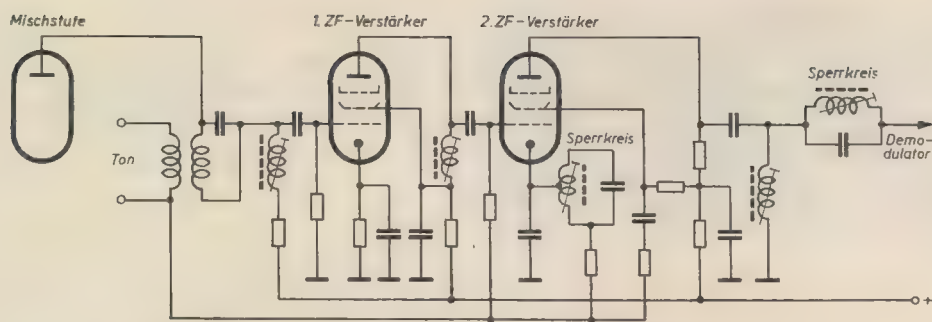 Mischstufe
1. ZF-Verstärker
2. ZF-Verstärker
Sperrkreis
Ton
Sperrkreis
Demo-
dulator
+